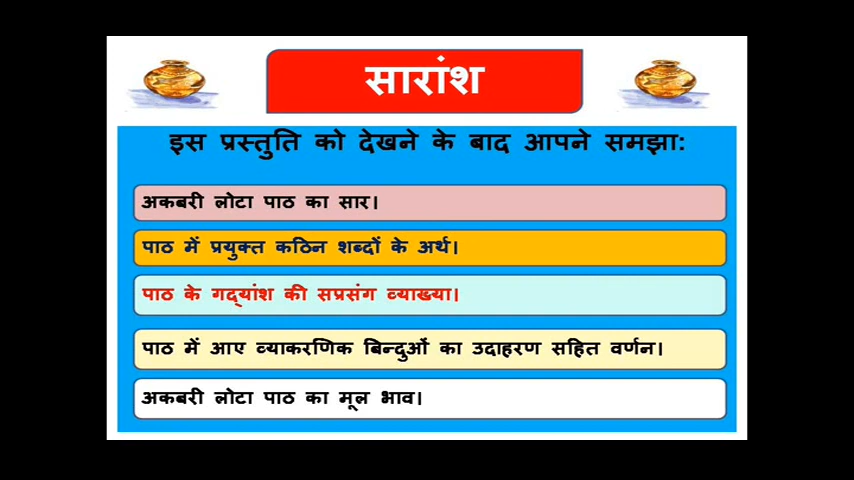 सारांश
इस प्रस्तुति को देखने के बाद आपने समझा:
अकबरी लोटा पाठ का सार।
पाठ में प्रयुक्त कठिन शब्दों के अर्थ।
पाठ के गद्‌यांश की सप्रसंग व्याख्या।
पाठ में आए व्याकरणिक बिन्दुओं का उदाहरण सहित वर्णन।
अकबरी लोटा पाठ का मूल भाव।